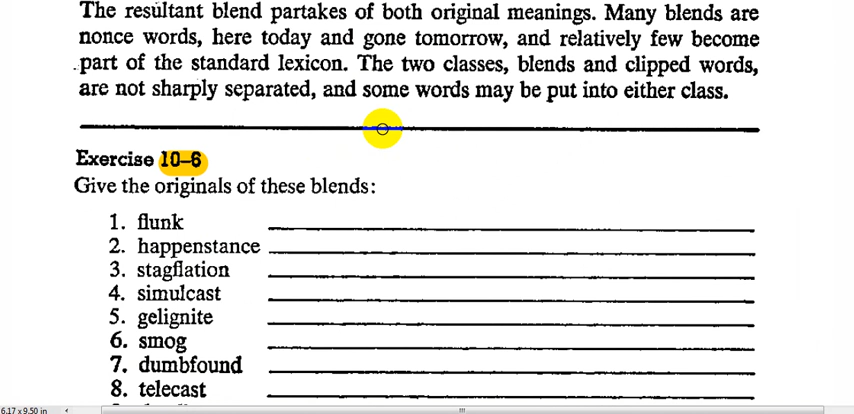 The resultant blend partakes of both original meanings. Many blends are
nonce words, here today and gone tomorrow, and relatively few become
part of the standard lexicon. The two classes, blends and clipped words,
are not sharply separated, and some words may be put into either class.
Exercise 10–6
Give the originals of these blends:
1. flunk
2. happenstance
3. stagflation
4. simulcast
5. gelignite
6. smog
7. dumbfound
8. telecast
6.17 x 9.50 in